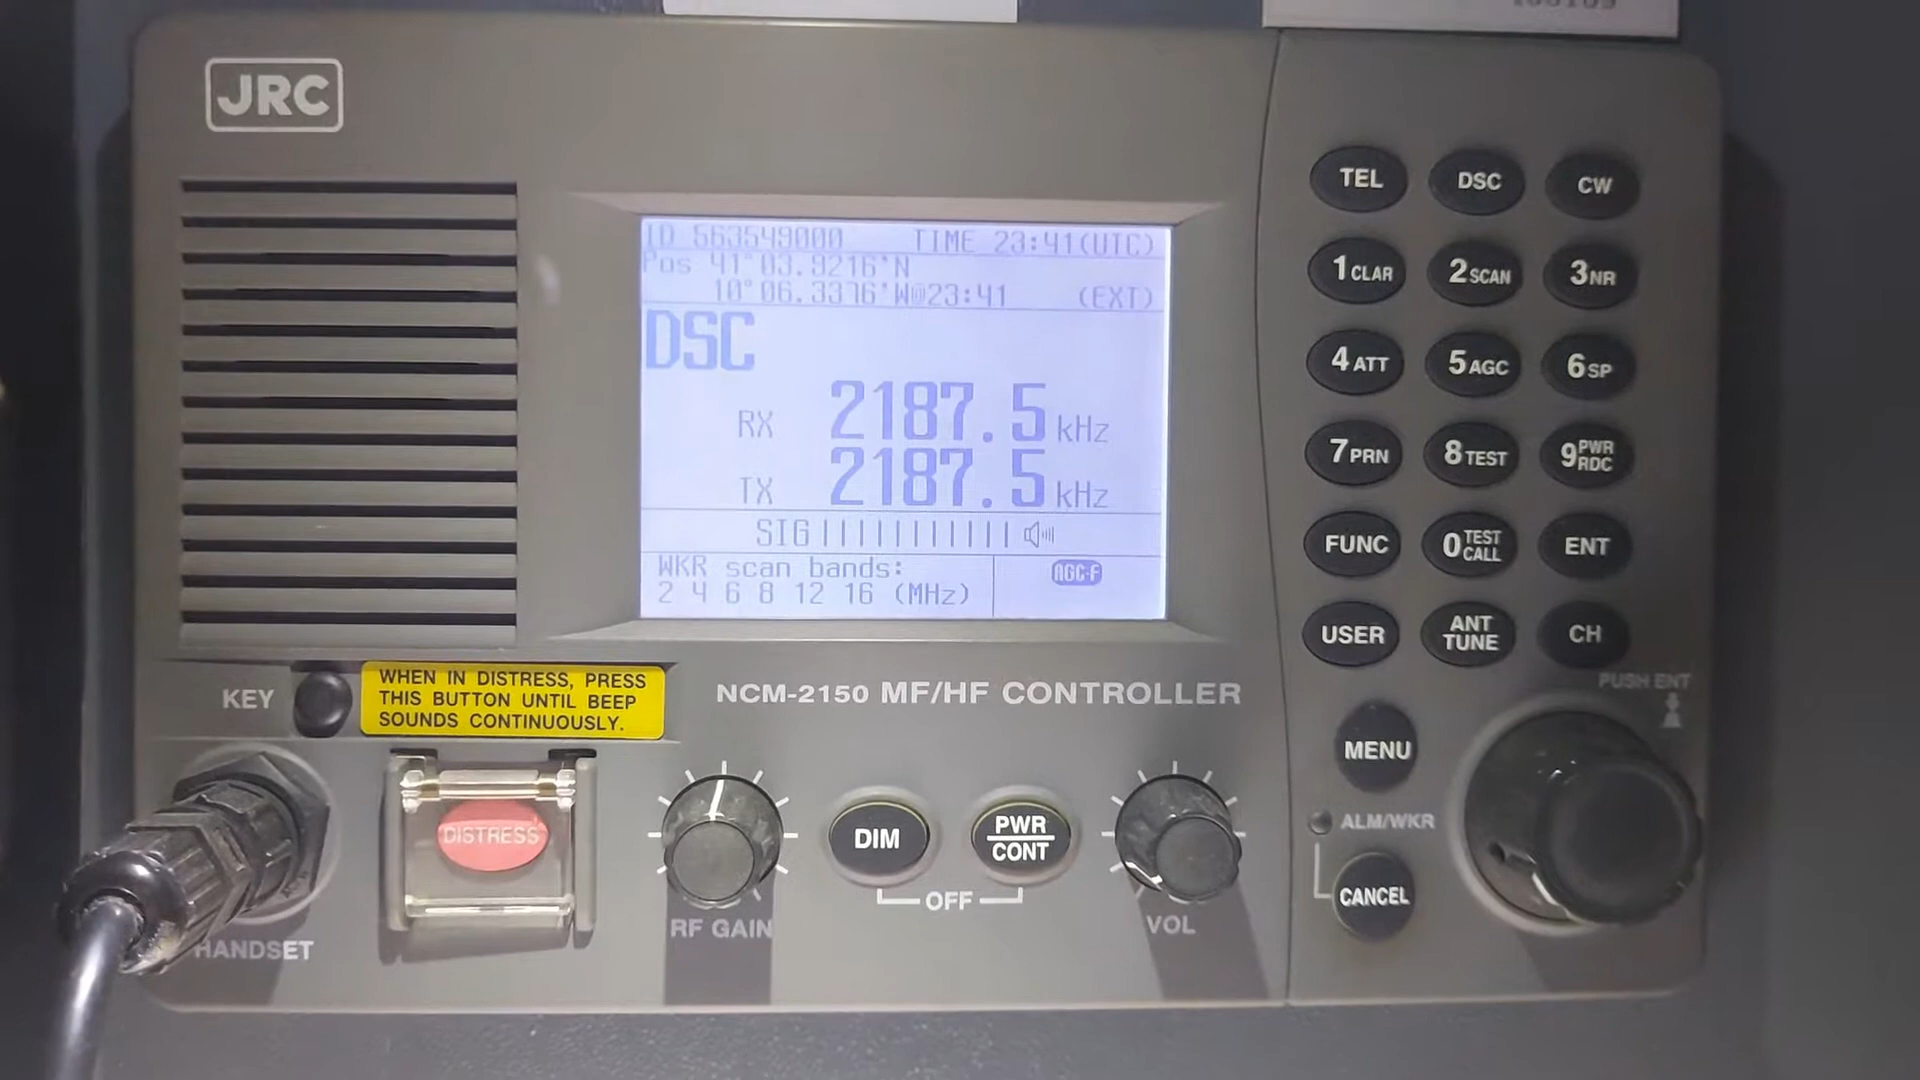 JRC
ID 563549000 TIME 23:41(UTC)
Pos 41°03.9216'N
10°06.3376'W@23:41 (EXT)
DSC
RX 2187.5 kHz
TX 2187.5 kHz
SIG
WKR scan bands:
2 4 6 8 12 16 (MHz)
AGC-F
KEY
WHEN IN DISTRESS, PRESS
THIS BUTTON UNTIL BEEP
SOUNDS CONTINUOUSLY.
NCM-2150 MF/HF CONTROLLER
HANDSET
DISTRESS
RF GAIN
DIM
PWR
CONT
OFF
VOL
TEL DSC CW
1 CLAR 2 SCAN 3 NR
4 ATT 5 AGC 6 SP
7 PRN 8 TEST 9 PWR RDC
FUNC 0 TEST CALL ENT
USER ANT TUNE CH
PUSH ENT
MENU
ALM/WKR
CANCEL